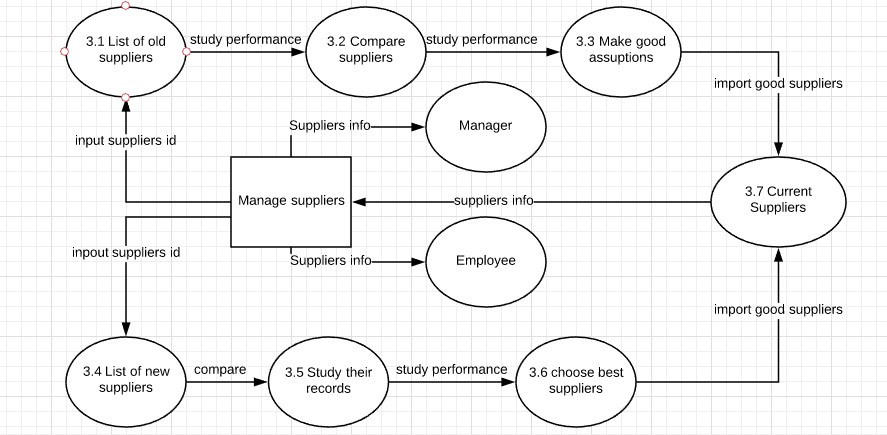 3.1 List of old
suppliers
study performance
3.2 Compare
suppliers
study performance
3.3 Make good
assuptions
import good suppliers
Suppliers info
Manager
input suppliers id
Manage suppliers
suppliers info
3.7 Current
Suppliers
inpout suppliers id
Suppliers info
Employee
import good suppliers
3.4 List of new
suppliers
compare
3.5 Study their
records
study performance
3.6 choose best
suppliers